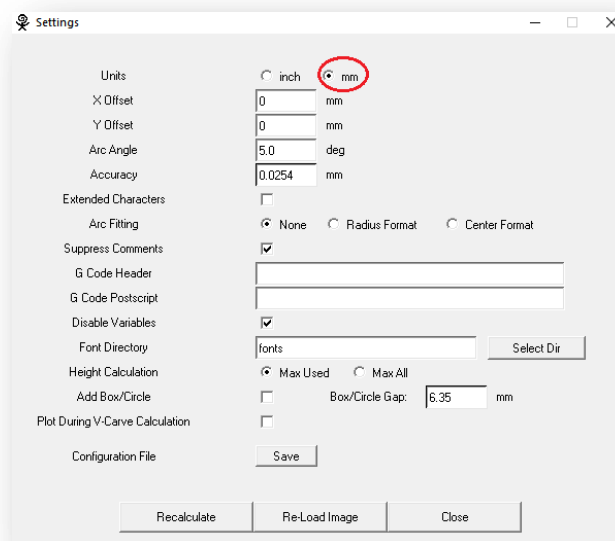 Settings
Units inch mm
X Offset 0 mm
Y Offset 0 mm
Arc Angle 5.0 deg
Accuracy 0.0254 mm
Extended Characters
Arc Fitting None Radius Format Center Format
Suppress Comments
G Code Header
G Code Postscript
Disable Variables
Font Directory fonts Select Dir
Height Calculation Max Used Max All
Add Box/Circle Box/Circle Gap: 6.35 mm
Plot During V-Carve Calculation
Configuration File Save
Recalculate Re-Load Image Close